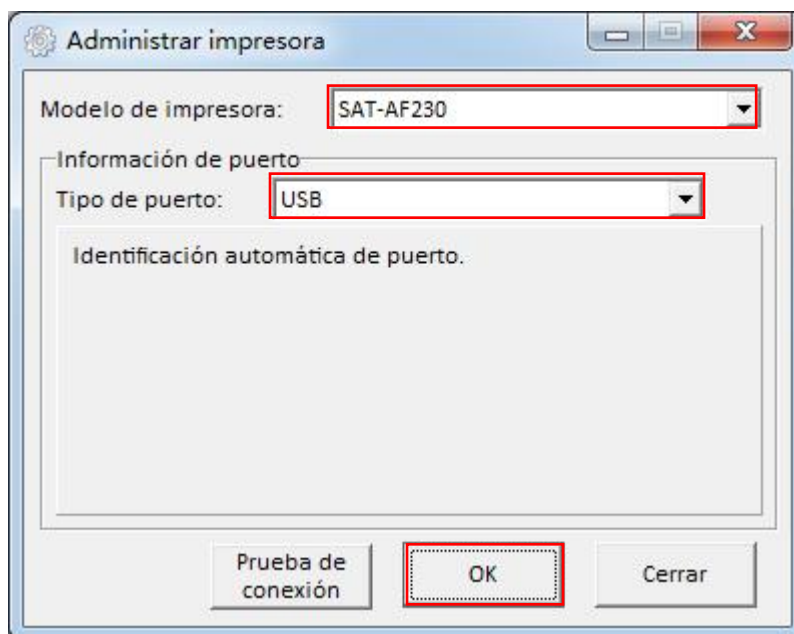 Administrar impresora
Modelo de impresora: SAT-AF230
Información de puerto
Tipo de puerto: USB
Identificación automática de puerto.
Prueba de
conexión
OK
Cerrar